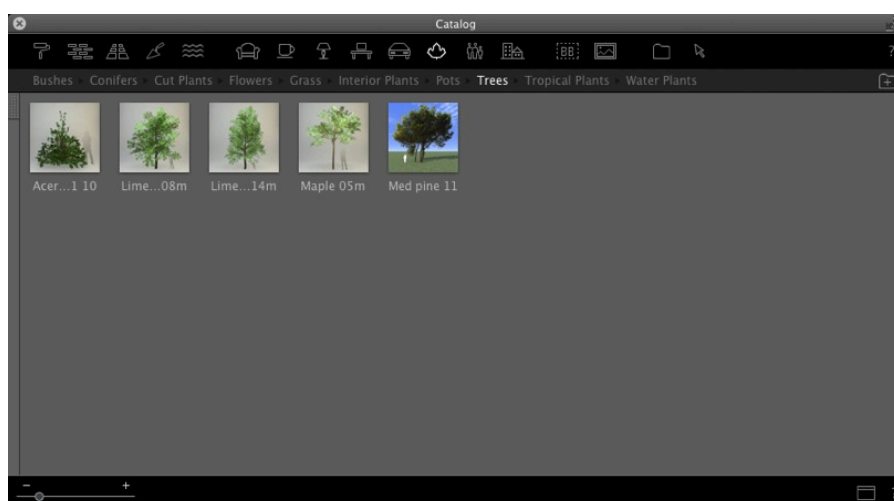 Catalog
BB
?
Bushes Conifers Cut Plants Flowers Grass Interior Plants Pots Trees Tropical Plants Water Plants
Acer...1 10 Lime...08m Lime...14m Maple 05m Med pine 11
- +